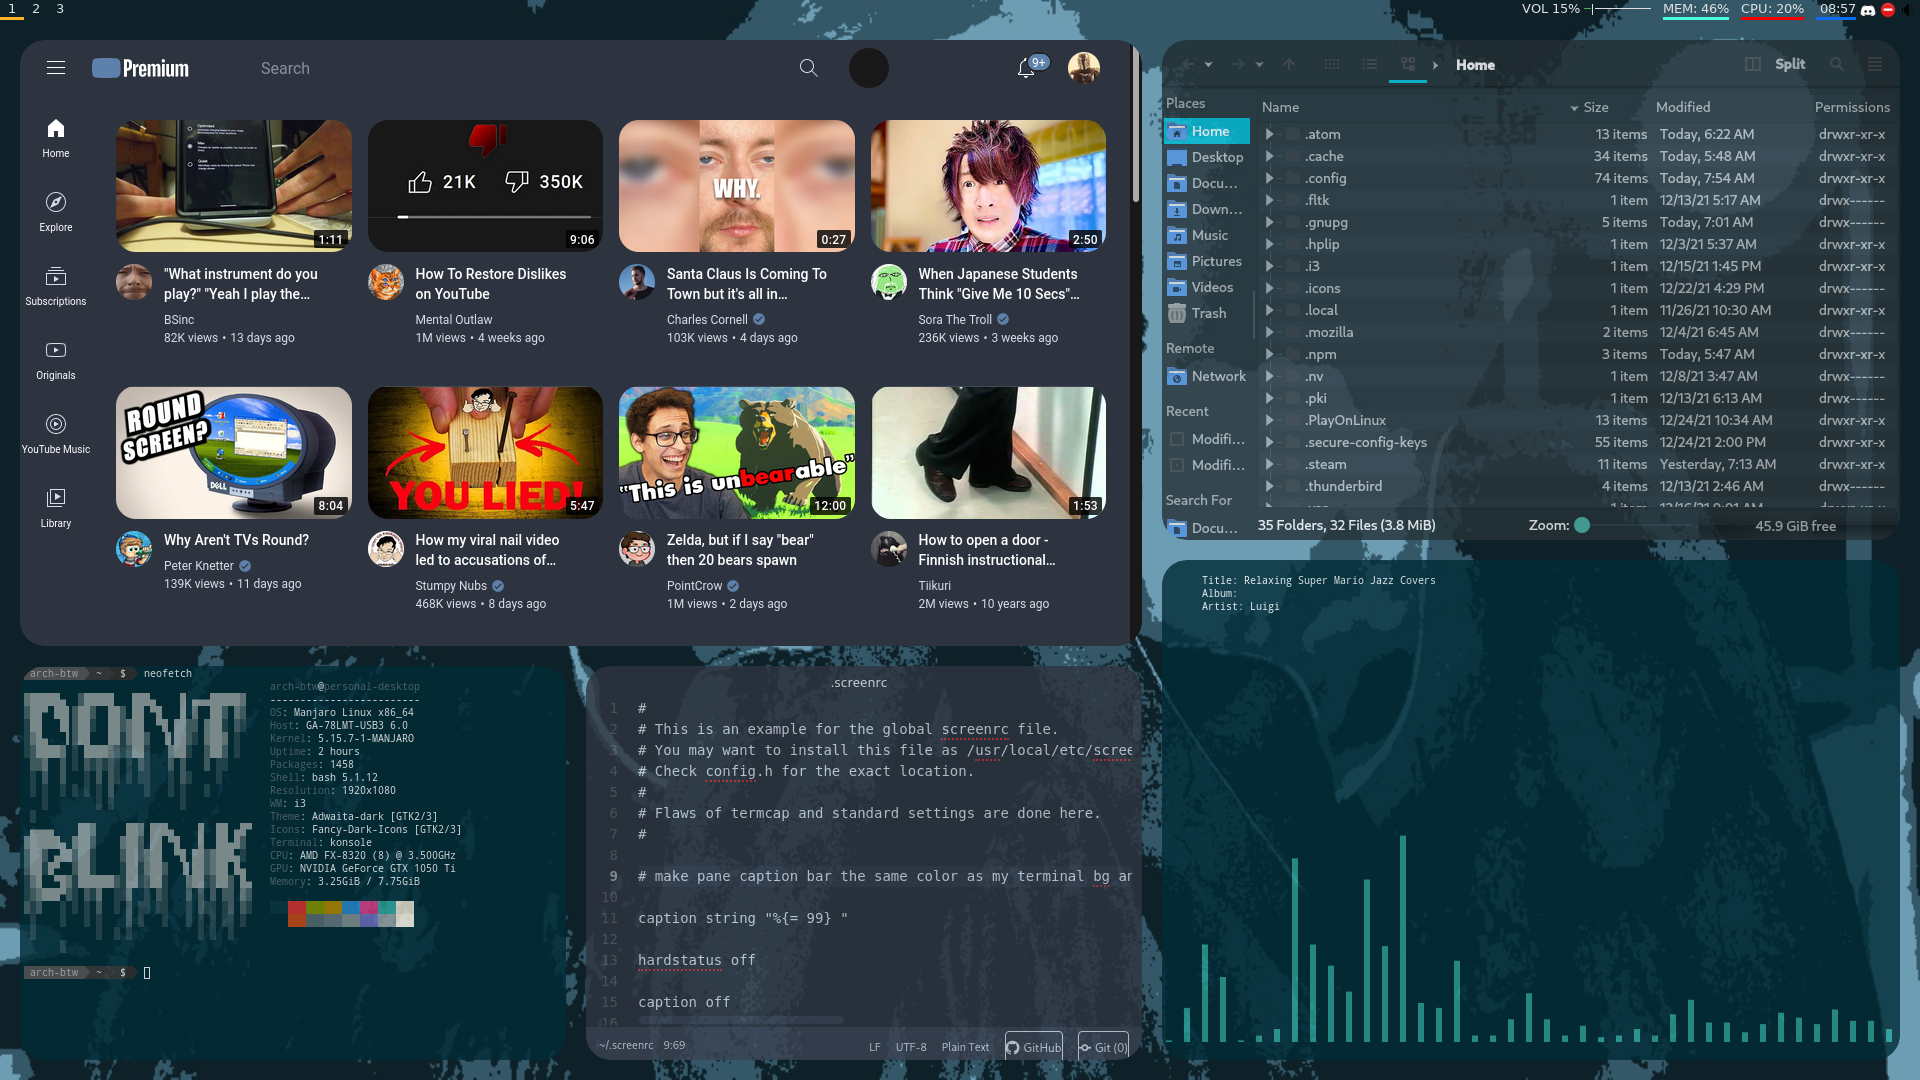 1 2 3
VOL 15% MEM: 46% CPU: 20% 08:57
Premium
Search
9+
Home
Explore
Subscriptions
Originals
YouTube Music
Library
1:11
"What instrument do you
play?" "Yeah I play the...
BSinc
82K views • 13 days ago
21K 350K
9:06
How To Restore Dislikes
on YouTube
Mental Outlaw
1M views • 4 weeks ago
WHY.
0:27
Santa Claus Is Coming To
Town but it's all in...
Charles Cornell
103K views • 4 days ago
2:50
When Japanese Students
Think "Give Me 10 Secs"...
Sora The Troll
236K views • 3 weeks ago
ROUND
SCREEN?
DELL
8:04
Why Aren't TVs Round?
Peter Knetter
139K views • 11 days ago
YOU LIED!
5:47
How my viral nail video
led to accusations of...
Stumpy Nubs
468K views • 8 days ago
"This is unbearable"
12:00
Zelda, but if I say "bear"
then 20 bears spawn
PointCrow
1M views • 2 days ago
1:53
How to open a door -
Finnish instructional...
Tiikuri
2M views • 10 years ago
Home
Split
Places
Home
Desktop
Docu...
Down...
Music
Pictures
Videos
Trash
Remote
Network
Recent
Modifi...
Modifi...
Search For
Docu...
Name Size Modified Permissions
.atom 13 items Today, 6:22 AM drwxr-xr-x
.cache 34 items Today, 5:48 AM drwxr-xr-x
.config 74 items Today, 7:54 AM drwxr-xr-x
.fltk 1 item 12/13/21 5:17 AM drwx------
.gnupg 5 items Today, 7:01 AM drwx------
.hplip 1 item 12/3/21 5:37 AM drwxr-xr-x
.i3 1 item 12/15/21 1:45 PM drwxr-xr-x
.icons 1 item 12/22/21 4:29 PM drwxr-xr-x
.local 1 item 11/26/21 10:30 AM drwxr-xr-x
.mozilla 2 items 12/4/21 6:45 AM drwx------
.npm 3 items Today, 5:47 AM drwxr-xr-x
.nv 1 item 12/8/21 3:47 AM drwx------
.pki 1 item 12/13/21 6:13 AM drwx------
.PlayOnLinux 13 items 12/24/21 10:34 AM drwxr-xr-x
.secure-config-keys 55 items 12/24/21 2:00 PM drwxr-xr-x
.steam 11 items Yesterday, 7:13 AM drwxr-xr-x
.thunderbird 4 items 12/13/21 2:46 AM drwx------
35 Folders, 32 Files (3.8 MiB) Zoom: 45.9 GiB free
Title: Relaxing Super Mario Jazz Covers
Album:
Artist: Luigi
arch-btw ~ $ neofetch
DONT
BLINK
arch-btw@personal-desktop
-------------------------
OS: Manjaro Linux x86_64
Host: GA-78LMT-USB3 6.0
Kernel: 5.15.7-1-MANJARO
Uptime: 2 hours
Packages: 1458
Shell: bash 5.1.12
Resolution: 1920x1080
WM: i3
Theme: Adwaita-dark [GTK2/3]
Icons: Fancy-Dark-Icons [GTK2/3]
Terminal: konsole
CPU: AMD FX-8320 (8) @ 3.500GHz
GPU: NVIDIA GeForce GTX 1050 Ti
Memory: 3.25GiB / 7.75GiB
arch-btw ~ $
.screenrc
1 #
2 # This is an example for the global screenrc file.
3 # You may want to install this file as /usr/local/etc/scree
4 # Check config.h for the exact location.
5 #
6 # Flaws of termcap and standard settings are done here.
7 #
8
9 # make pane caption bar the same color as my terminal bg an
10
11 caption string "%{= 99} "
12
13 hardstatus off
14
15 caption off
16
~/.screenrc 9:69 LF UTF-8 Plain Text GitHub Git (0)